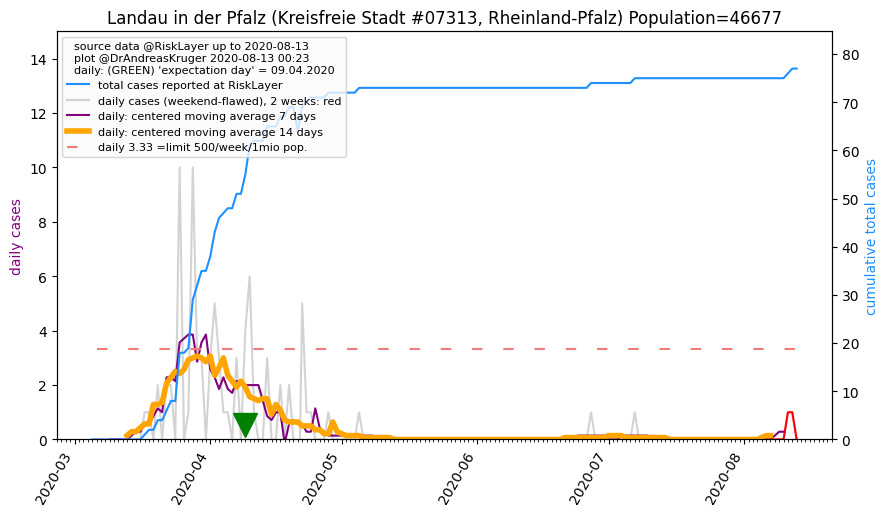 Landau in der Pfalz (Kreisfreie Stadt #07313, Rheinland-Pfalz) Population=46677
source data @RiskLayer up to 2020-08-13
plot @DrAndreasKruger 2020-08-13 00:23
daily: (GREEN) 'expectation day' = 09.04.2020
total cases reported at RiskLayer
daily cases (weekend-flawed), 2 weeks: red
daily: centered moving average 7 days
daily: centered moving average 14 days
daily 3.33 =limit 500/week/1mio pop.
daily cases
14
12
10
8
6
4
2
0
cumulative total cases
80
70
60
50
40
30
20
10
0
2020-03
2020-04
2020-05
2020-06
2020-07
2020-08